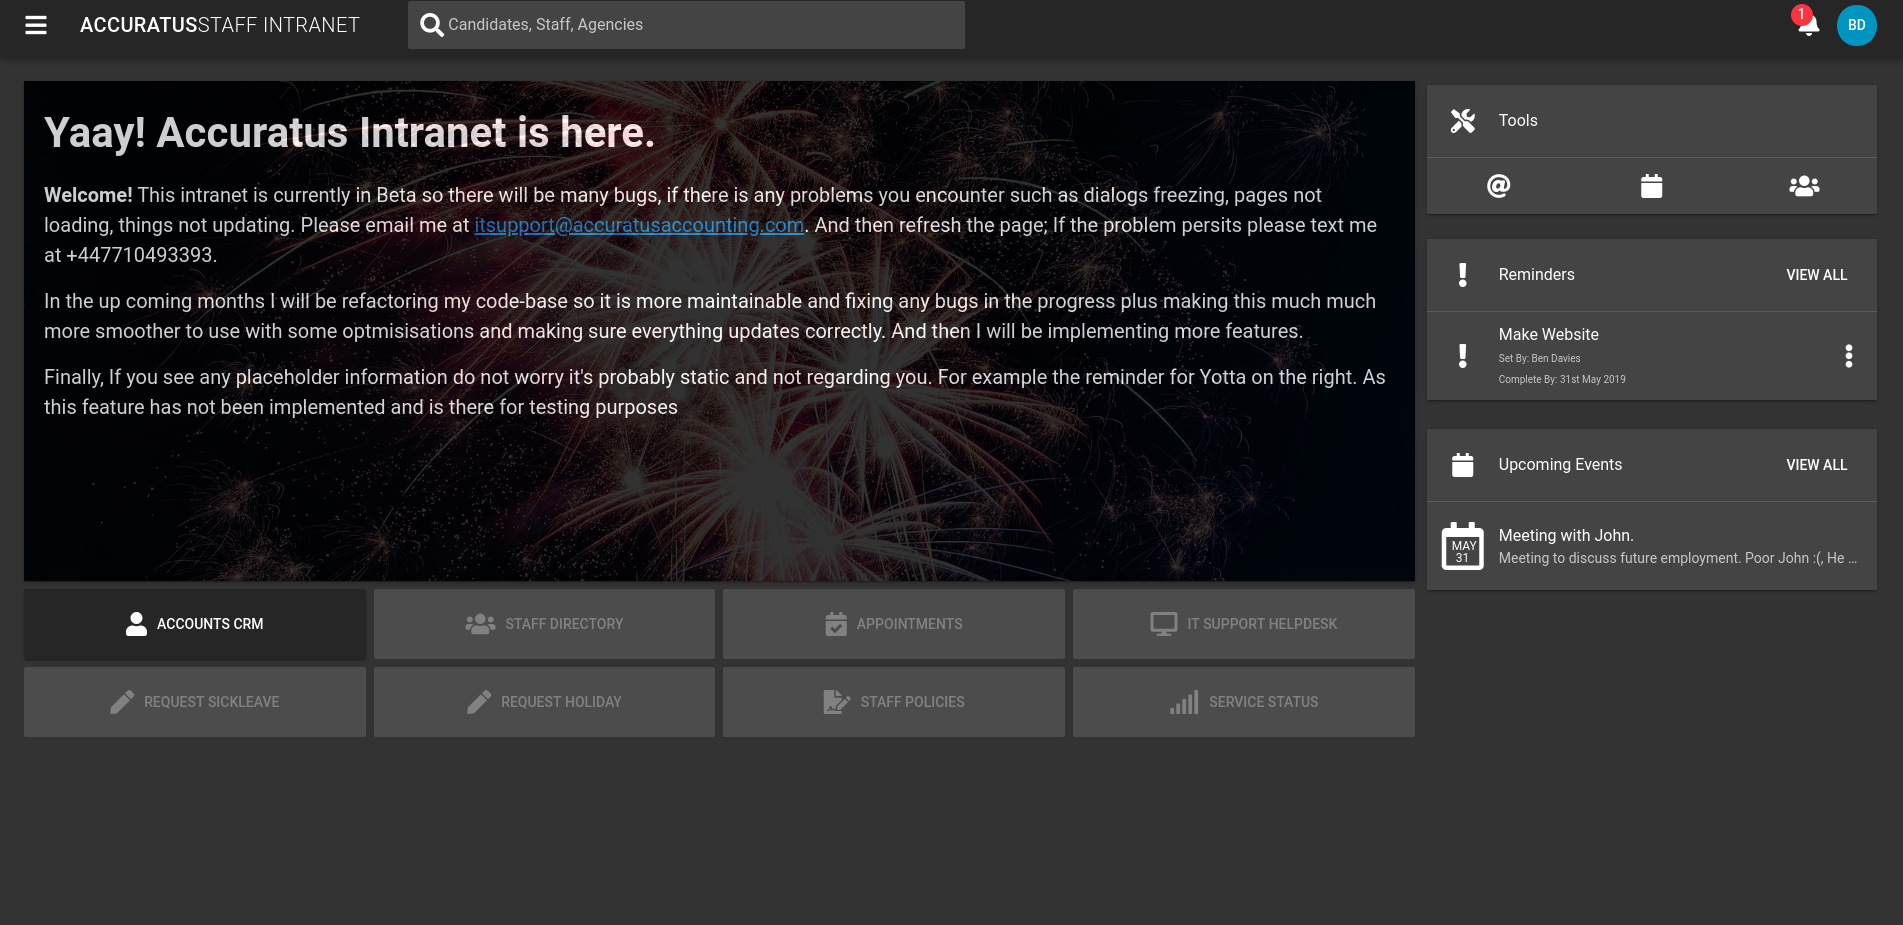 ACCURATUSSTAFF INTRANET
Candidates, Staff, Agencies
1
BD
Yaay! Accuratus Intranet is here.
Welcome! This intranet is currently in Beta so there will be many bugs, if there is any problems you encounter such as dialogs freezing, pages not
loading, things not updating. Please email me at itsupport@accuratusaccounting.com. And then refresh the page; If the problem persits please text me
at +447710493393.
In the up coming months I will be refactoring my code-base so it is more maintainable and fixing any bugs in the progress plus making this much much
more smoother to use with some optmisisations and making sure everything updates correctly. And then I will be implementing more features.
Finally, If you see any placeholder information do not worry it's probably static and not regarding you. For example the reminder for Yotta on the right. As
this feature has not been implemented and is there for testing purposes
ACCOUNTS CRM
STAFF DIRECTORY
APPOINTMENTS
IT SUPPORT HELPDESK
REQUEST SICKLEAVE
REQUEST HOLIDAY
STAFF POLICIES
SERVICE STATUS
Tools
Reminders
VIEW ALL
Make Website
Set By: Ben Davies
Complete By: 31st May 2019
Upcoming Events
VIEW ALL
MAY
31
Meeting with John.
Meeting to discuss future employment. Poor John :(, He ...